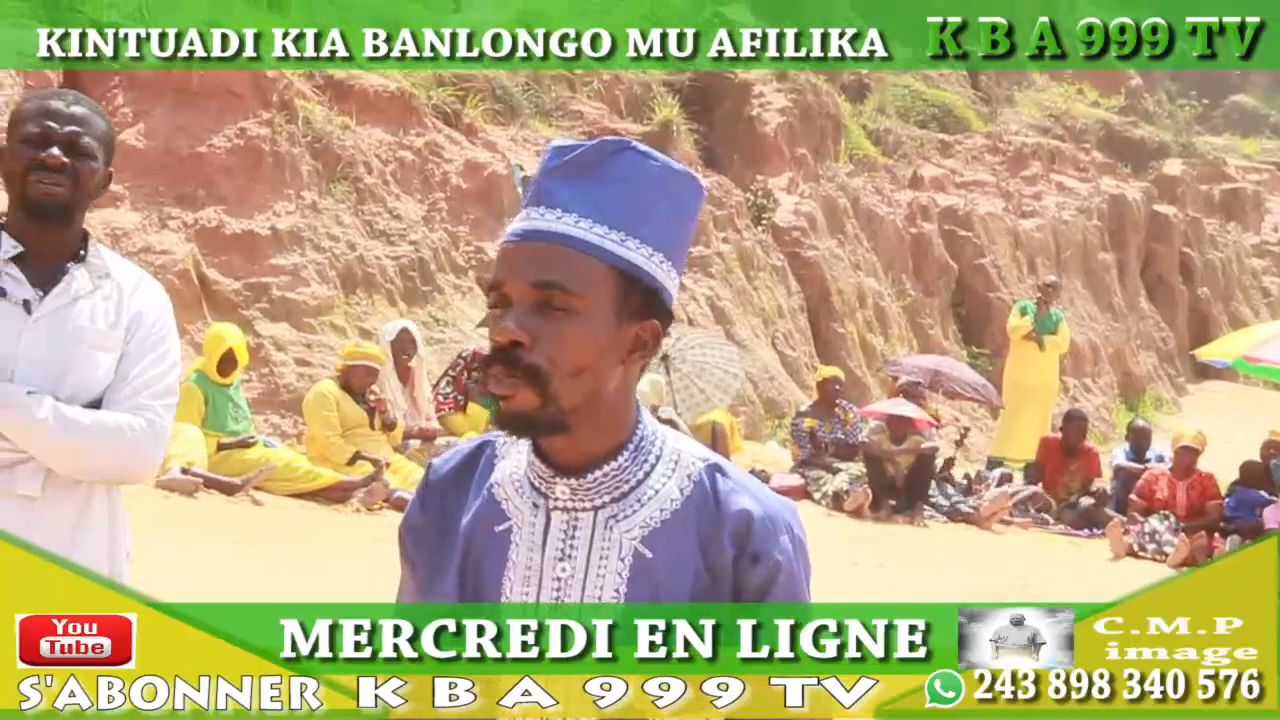 KINTUADI KIA BANLONGO MU AFILIKA
K B A 999 TV
You
Tube
MERCREDI EN LIGNE
C.M.P
image
S'ABONNER K B A 999 TV
243 898 340 576